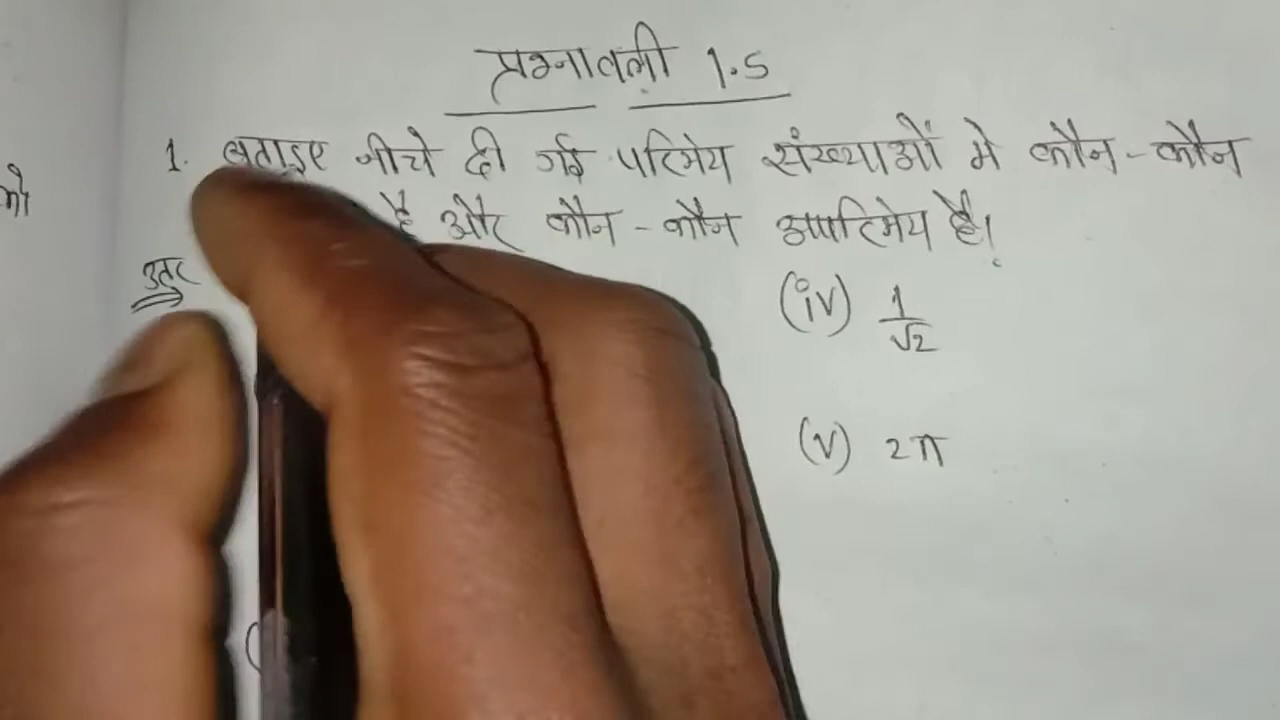 प्रश्नावली 1.5
1. बताइए नीचे दी गई परिमेय संख्याओं मे कौन-कौन
है और कौन-कौन अपरिमेय है।
उत्तर
(iv) 1/√2
(v) 2π